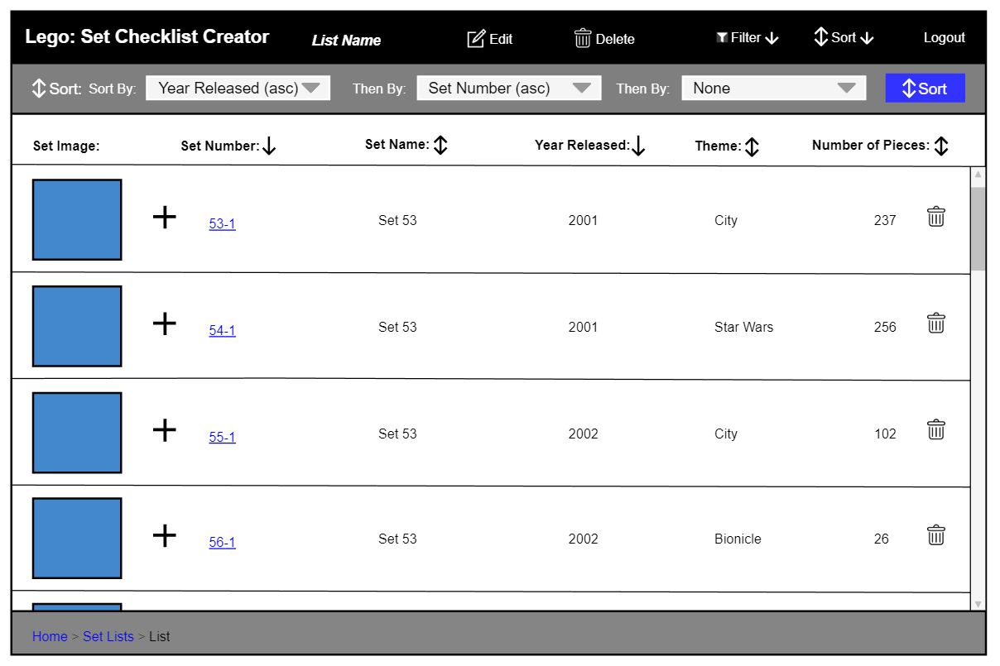 Lego: Set Checklist Creator List Name Edit Delete Filter Sort Logout
Sort: Sort By: Year Released (asc) Then By: Set Number (asc) Then By: None Sort
Set Image: Set Number: Set Name: Year Released: Theme: Number of Pieces:
53-1 Set 53 2001 City 237
54-1 Set 53 2001 Star Wars 256
55-1 Set 53 2002 City 102
56-1 Set 53 2002 Bionicle 26
Home > Set Lists > List